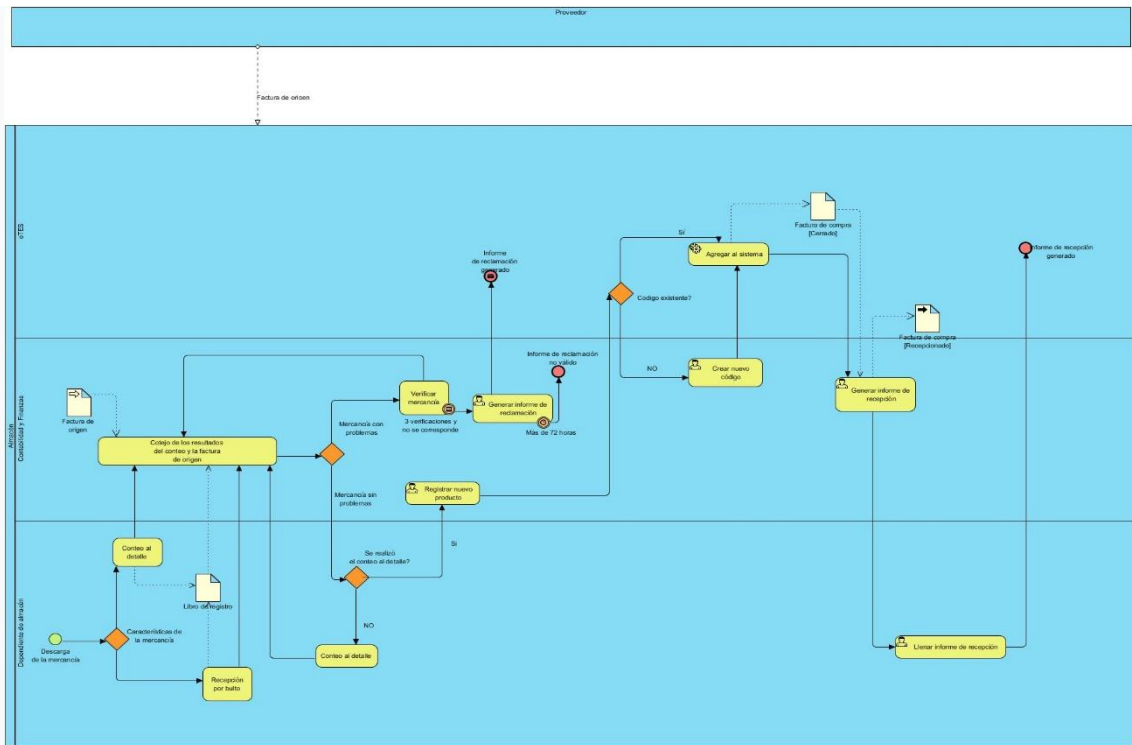 Proveedor
Factura de origen
Almacén
uTES
Contabilidad y Finanzas
Dependiente de almacén
Informe
de reclamación
generado
Si
Codigo existente?
NO
Agregar al sistema
Factura de compra
[Cerrado]
Informe de recepción
generado
Factura de compra
[Recepcionado]
Factura de
origen
Cotejo de los resultados
del conteo y la factura
de origen
Mercancía con
problemas
Mercancía sin
problemas
Verificar
mercancía
3 verificaciones y
no se corresponde
Generar informe de
reclamación
Informe de reclamación
no válido
Más de 72 horas
Crear nuevo
código
Generar informe de
recepción
Registrar nuevo
producto
Conteo al
detalle
Libro de registro
Descarga
de la mercancía
Características de
la mercancía
Recepción
por bulto
Se realizó
el conteo al detalle?
Si
NO
Conteo al detalle
Llenar informe de recepción